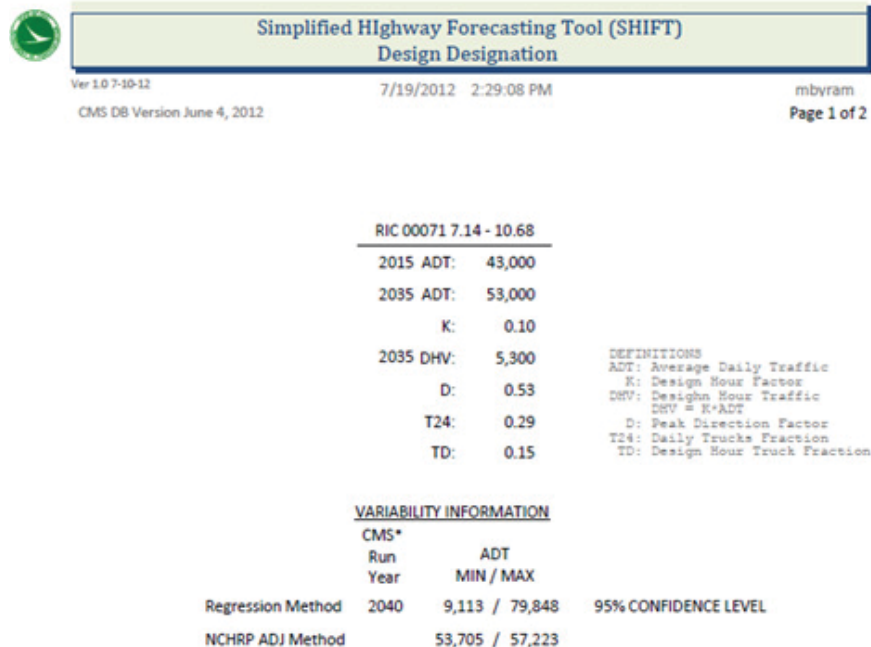 Simplified HIghway Forecasting Tool (SHIFT)
Design Designation
Ver 1.0 7-10-12
7/19/2012 2:29:08 PM
mbyram
CMS DB Version June 4, 2012
Page 1 of 2
RIC 00071 7.14 - 10.68
2015 ADT: 43,000
2035 ADT: 53,000
K: 0.10
2035 DHV: 5,300
D: 0.53
T24: 0.29
TD: 0.15
DEFINITIONS
ADT: Average Daily Traffic
K: Design Hour Factor
DHV: Desighn Hour Traffic
DHV = K*ADT
D: Peak Direction Factor
T24: Daily Trucks Fraction
TD: Design Hour Truck Fraction
VARIABILITY INFORMATION
CMS*
Run
Year
ADT
MIN / MAX
Regression Method 2040 9,113 / 79,848 95% CONFIDENCE LEVEL
NCHRP ADJ Method 53,705 / 57,223